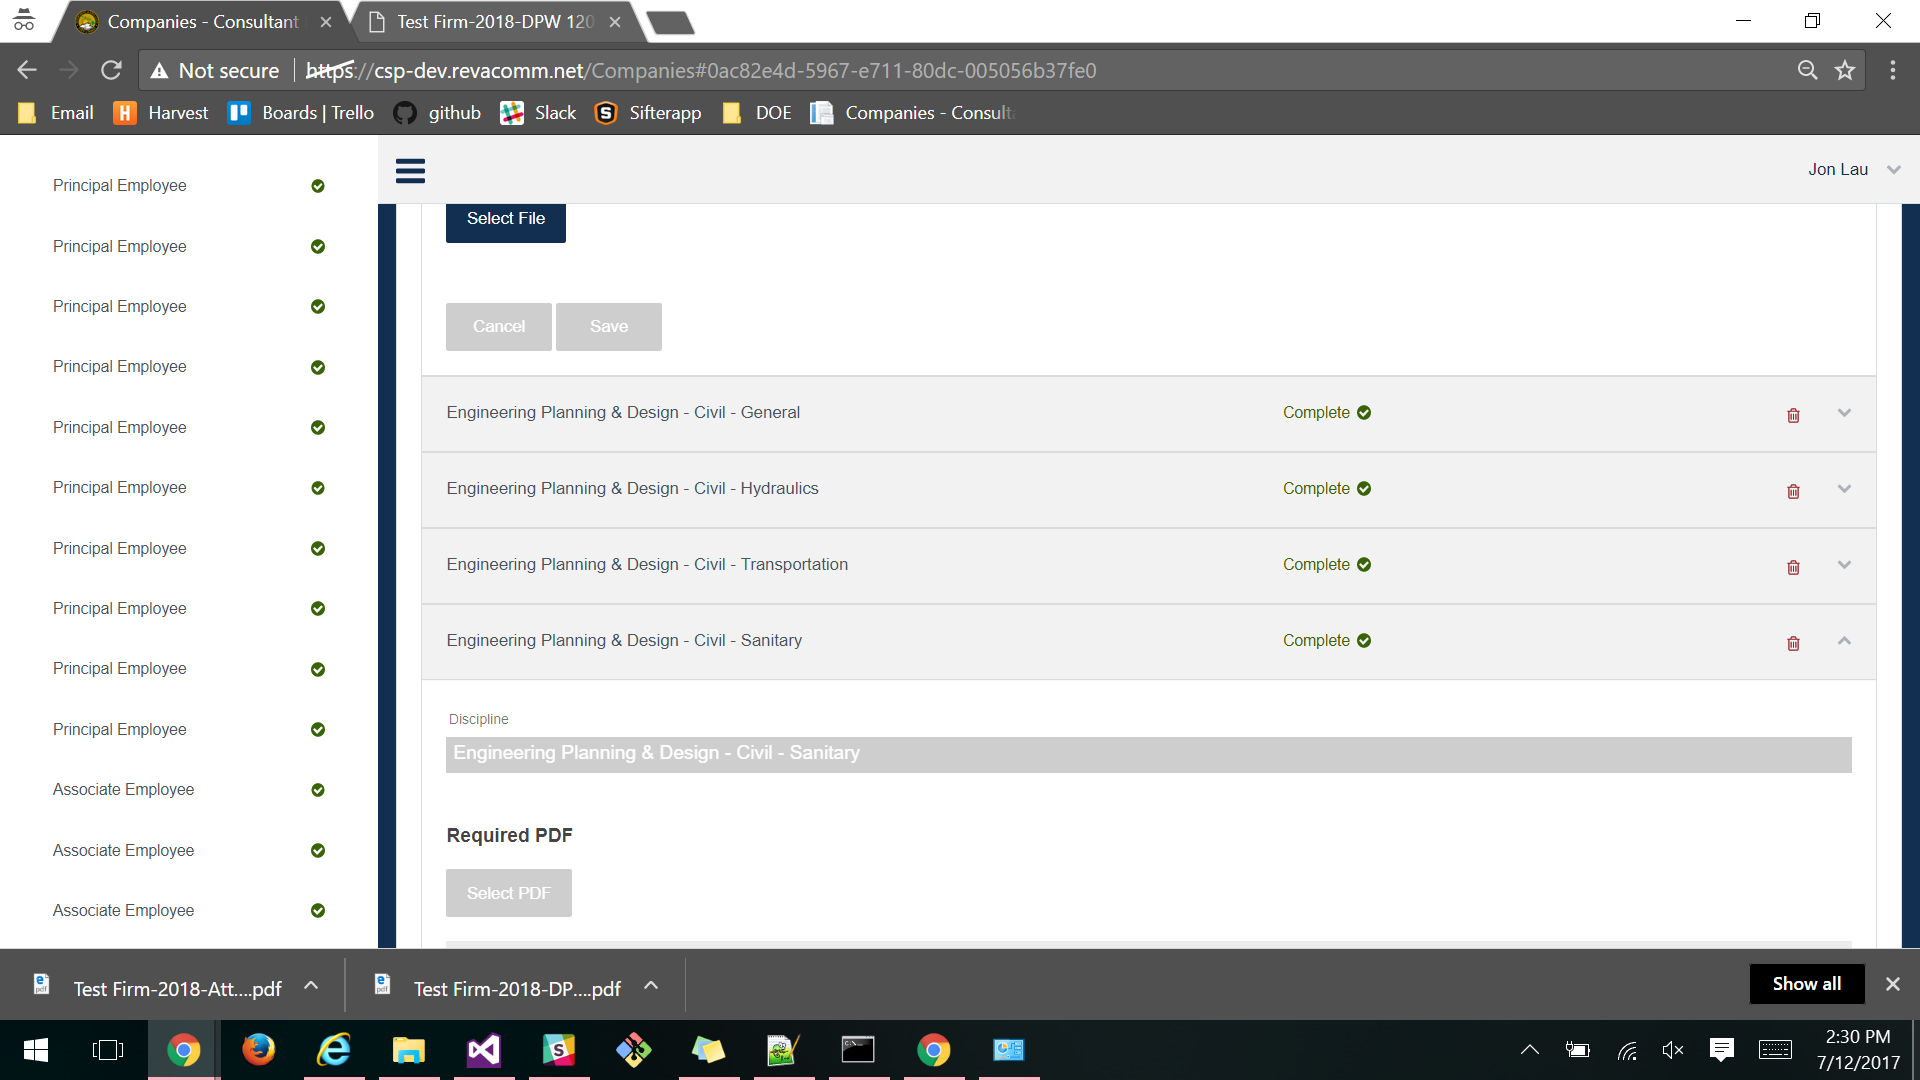 Companies - Consultant
Test Firm-2018-DPW 120
Not secure
https://csp-dev.revacomm.net/Companies#0ac82e4d-5967-e711-80dc-005056b37fe0
Email
Harvest
Boards | Trello
github
Slack
Sifterapp
DOE
Companies - Consulta
Jon Lau
Principal Employee
Principal Employee
Principal Employee
Principal Employee
Principal Employee
Principal Employee
Principal Employee
Principal Employee
Principal Employee
Principal Employee
Associate Employee
Associate Employee
Associate Employee
Select File
Cancel
Save
Engineering Planning & Design - Civil - General
Complete
Engineering Planning & Design - Civil - Hydraulics
Complete
Engineering Planning & Design - Civil - Transportation
Complete
Engineering Planning & Design - Civil - Sanitary
Complete
Discipline
Engineering Planning & Design - Civil - Sanitary
Required PDF
Select PDF
Test Firm-2018-Att....pdf
Test Firm-2018-DP....pdf
Show all
2:30 PM
7/12/2017